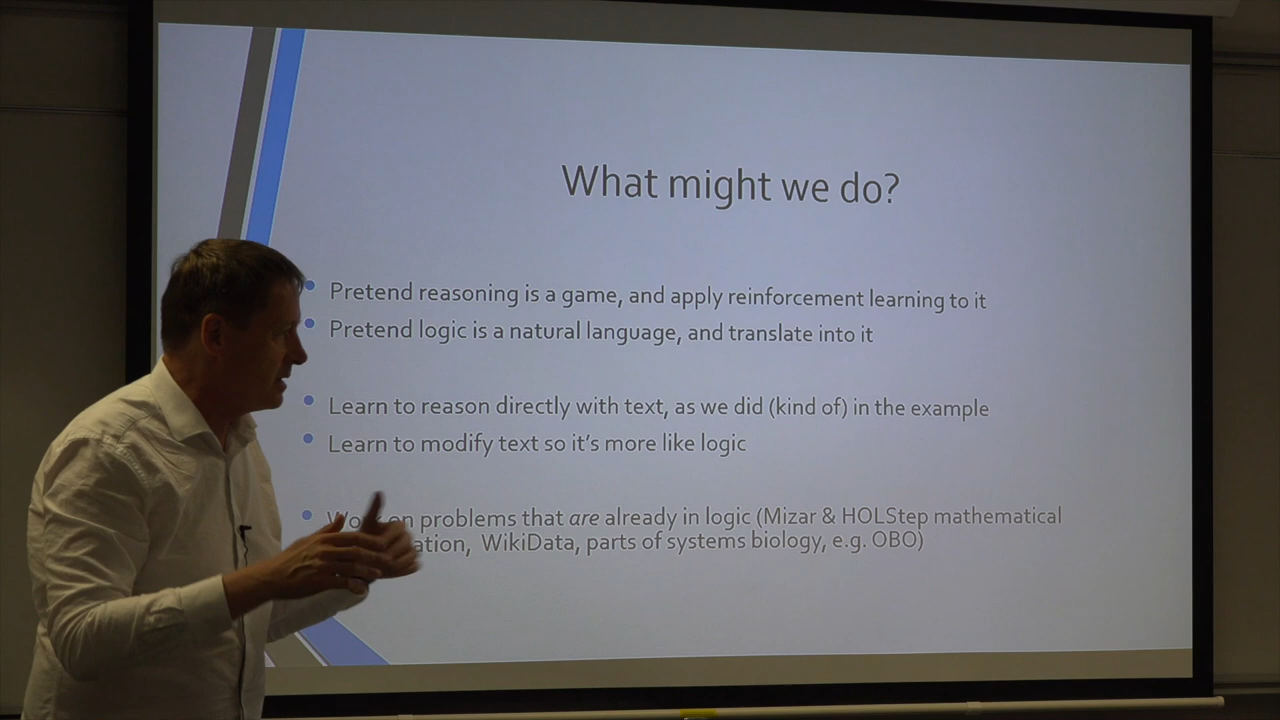 What might we do?
Pretend reasoning is a game, and apply reinforcement learning to it
Pretend logic is a natural language, and translate into it
Learn to reason directly with text, as we did (kind of) in the example
Learn to modify text so it's more like logic
Work on problems that are already in logic (Mizar & HOLStep mathematical
ation, WikiData, parts of systems biology, e.g. OBO)